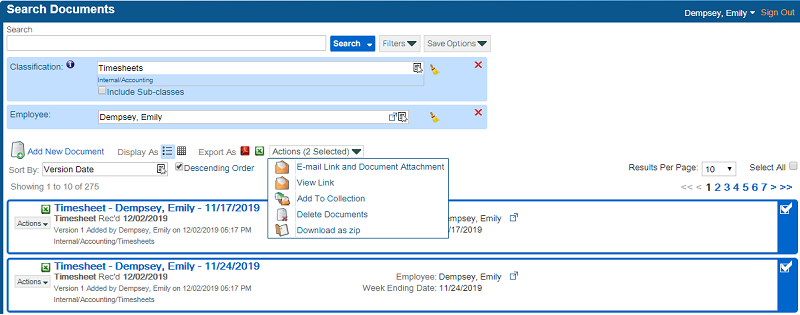 Search Documents
Dempsey, Emily Sign Out
Search
Search Filters Save Options
Classification: Timesheets
Internal/Accounting
Include Sub-classes
Employee: Dempsey, Emily
Add New Document Display As Export As Actions (2 Selected)
Sort By: Version Date Descending Order
Results Per Page: 10 Select All
Showing 1 to 10 of 275
<< < 1 2 3 4 5 6 7 > >>
E-mail Link and Document Attachment
View Link
Add To Collection
Delete Documents
Download as zip
Timesheet - Dempsey, Emily - 11/17/2019
Actions Timesheet Rec'd 12/02/2019
Dempsey, Emily
Version 1 Added by Dempsey, Emily on 12/02/2019 05:17 PM
11/17/2019
Internal/Accounting/Timesheets
Timesheet - Dempsey, Emily - 11/24/2019
Actions Timesheet Rec'd 12/02/2019
Employee: Dempsey, Emily
Version 1 Added by Dempsey, Emily on 12/02/2019 05:17 PM
Week Ending Date: 11/24/2019
Internal/Accounting/Timesheets